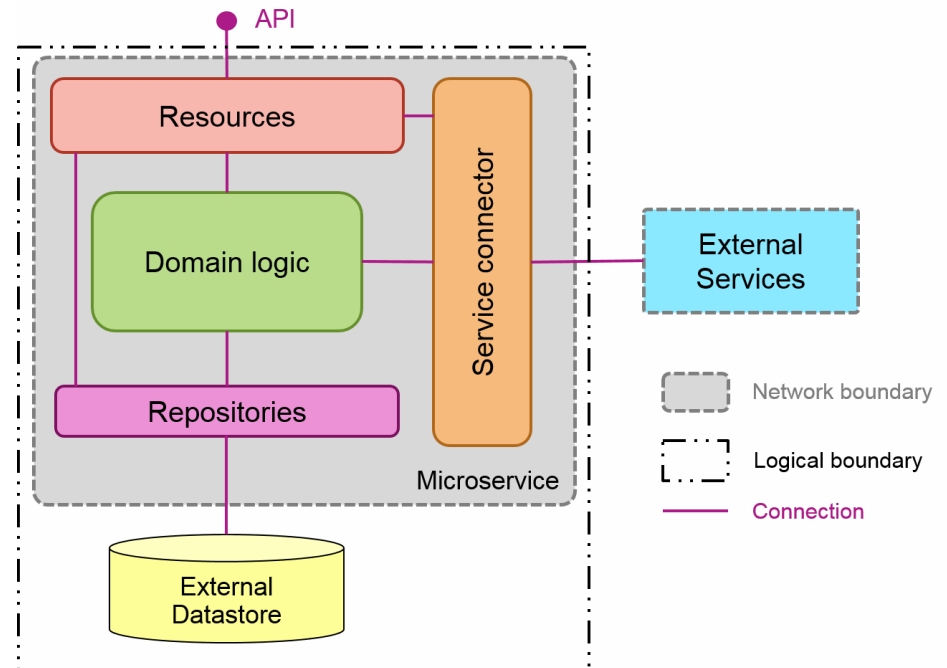 API
Resources
Domain logic
Service connector
Repositories
Microservice
External
Datastore
External
Services
Network boundary
Logical boundary
Connection